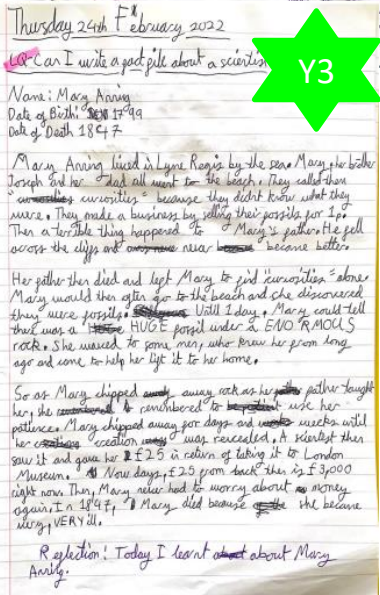 Thursday 24th February 2022
LQ-Can I write a fact file about a scientist
Y3
Name: Mary Anning
Date of Birth: 1799
Date of Death 1847
Mary Anning lived in Lyme Regis by the sea. Mary, her brother
Joseph and her dad all went to the beach. They called them
"curiosities" because they didnt know what they
were. They made a business by selling their fossils for 1p.
Then a terrible thing happened to Mary's father. He fell
across the cliffs and never became better.
Her father then died and left Mary to find "curiosities" alone.
Mary would then often go to the beach and she discovered
they were fossils. Until 1 day. Mary could tell
there was a HUGE fossil under a ENORMOUS
rock. She waved to some men, who knew her from long
ago and came to help her lift it to her home.
So as Mary chipped away rock as her father taught
her, she remembered to use her
patience. Mary chipped away for days and weeks until
her creation was revealed. A scientist then
saw it and gave her £25 in return of taking it to London
Museum. Now days, £25 from back then is £3,000
right now. Then, Mary never had to worry about money
again. In 1847, Mary died because she became
very, VERY ill.
Reflection! Today I learnt about Mary
Anning.